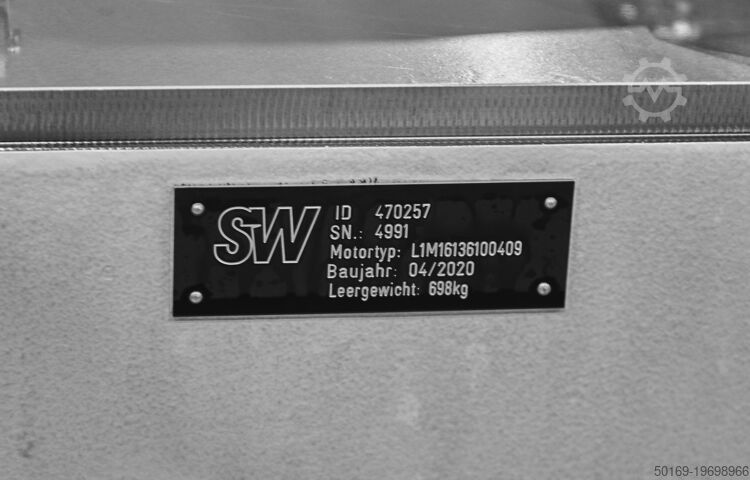 SW
ID 470257
SN.: 4991
Motortyp: L1M16136100409
Baujahr: 04/2020
Leergewicht: 698kg
50169-19698966